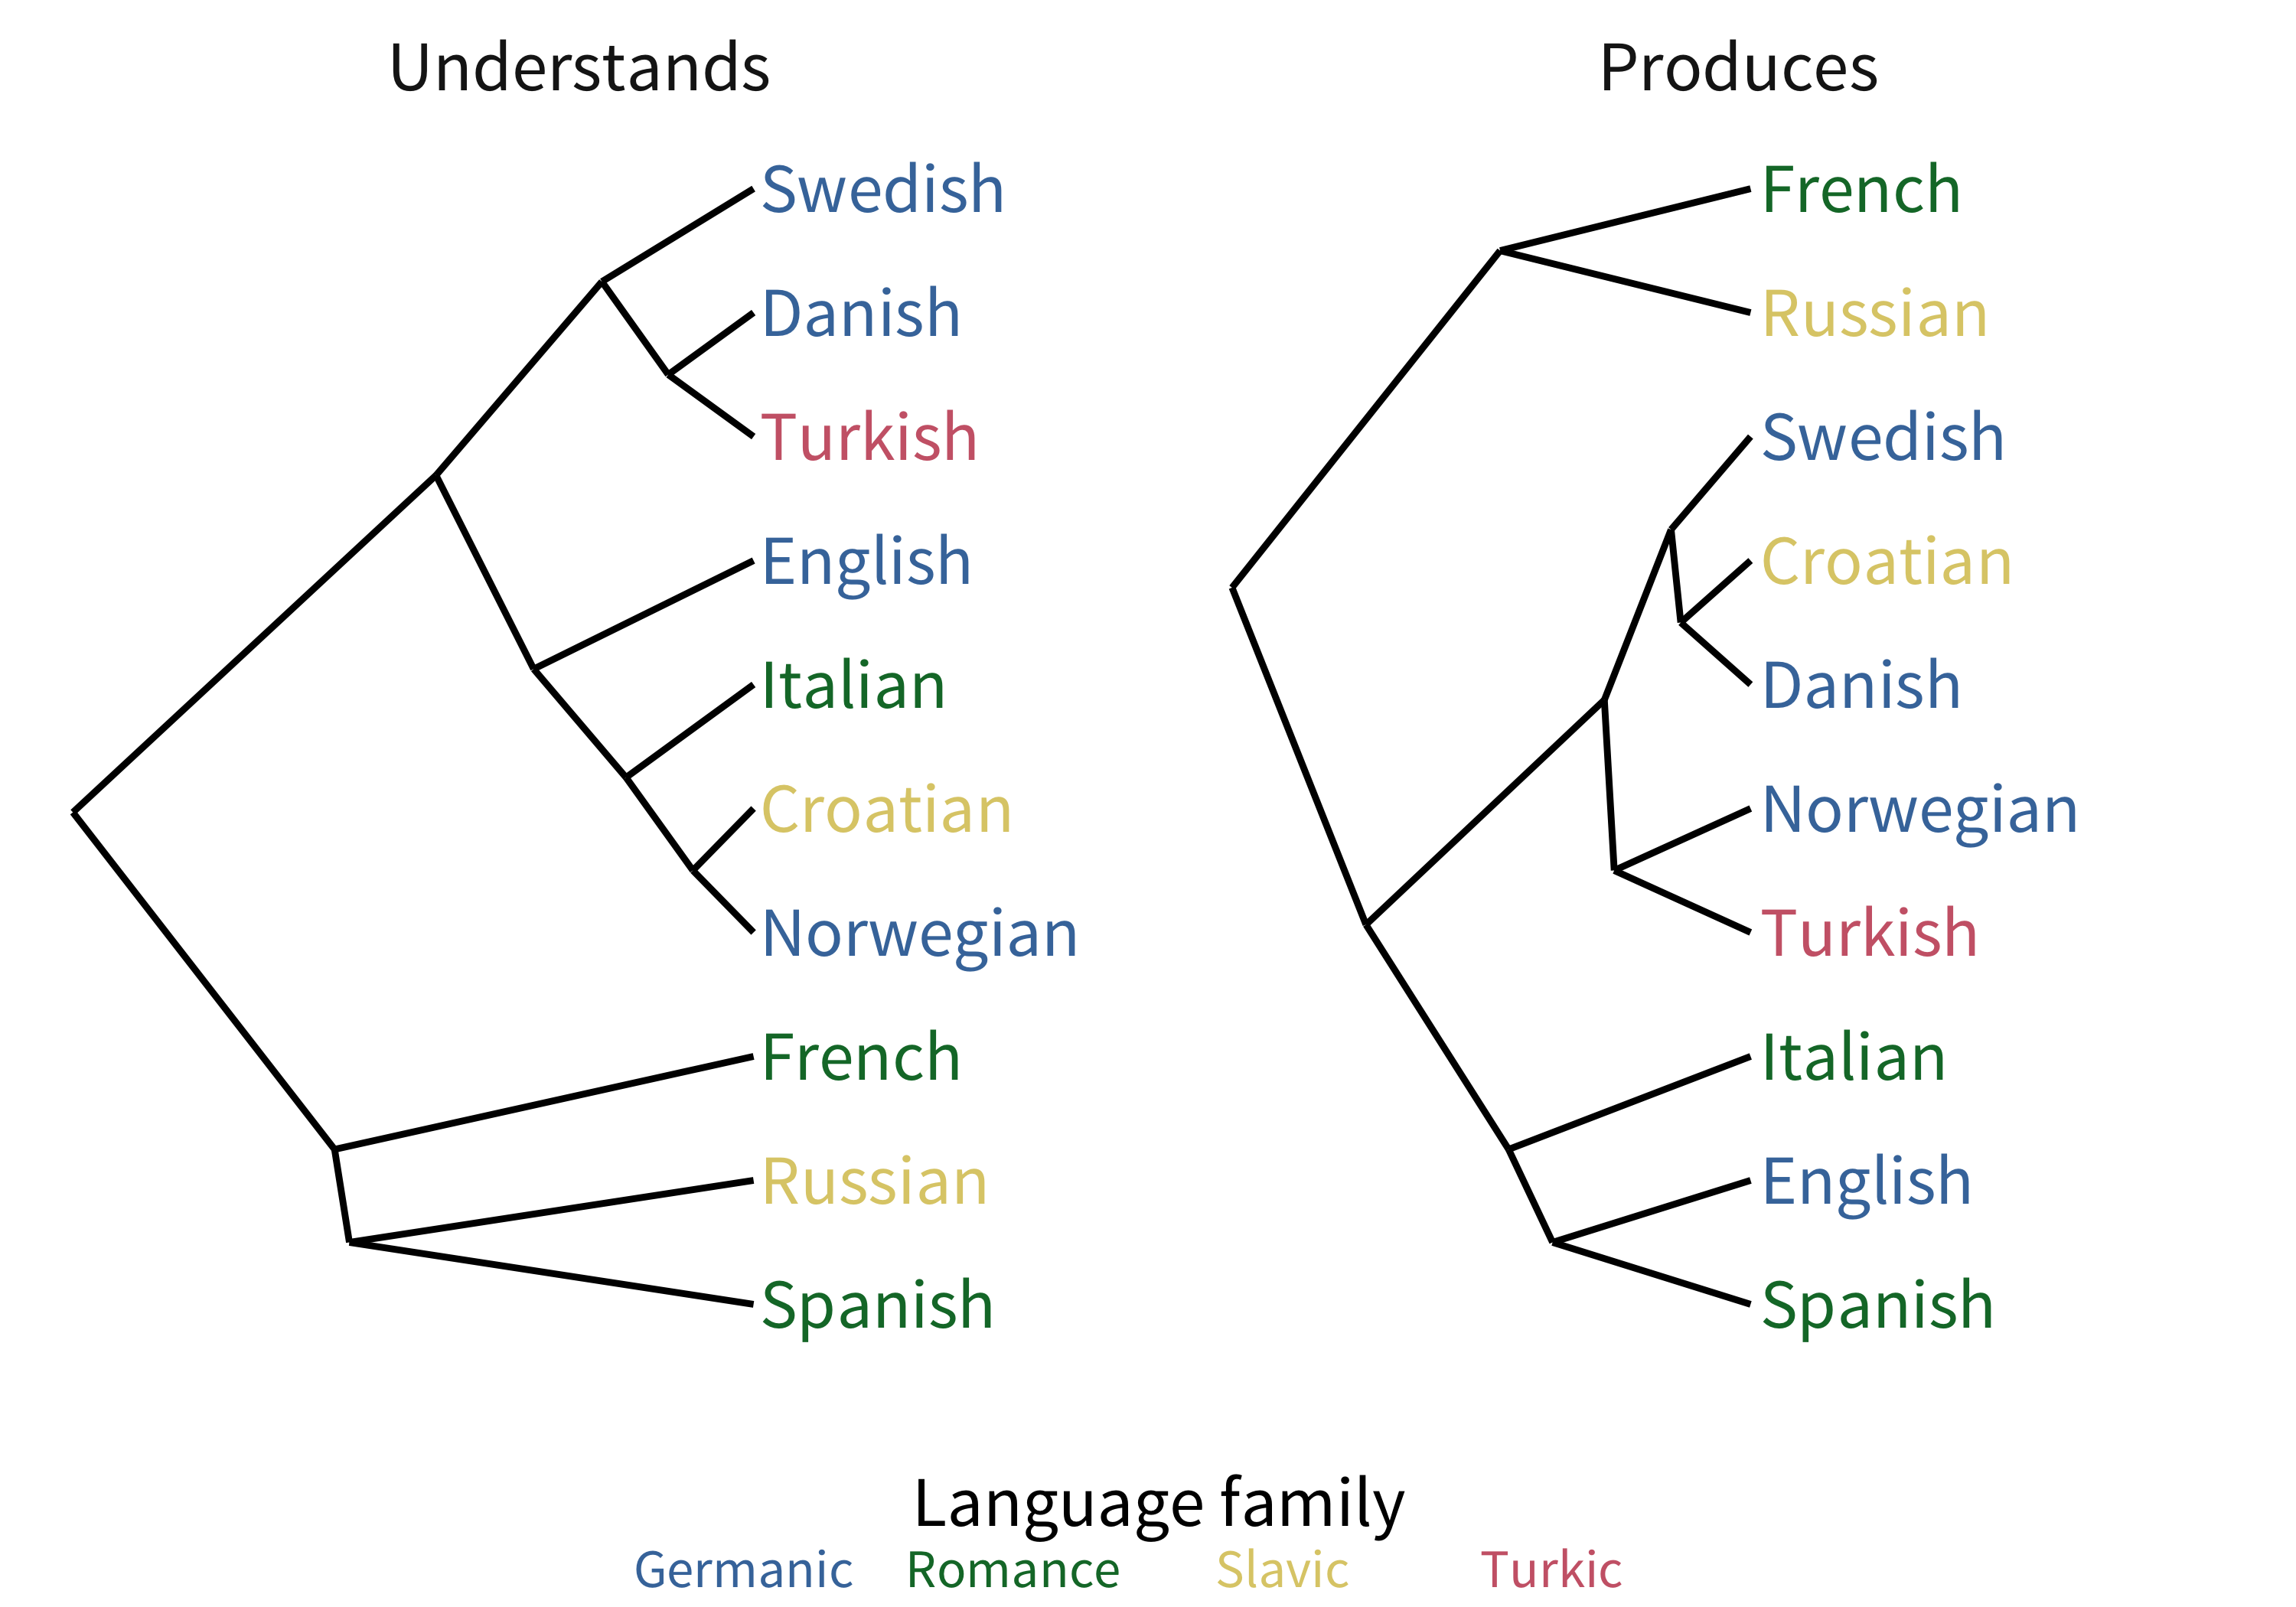 Understands
Swedish
Danish
Turkish
English
Italian
Croatian
Norwegian
French
Russian
Spanish
Produces
French
Russian
Swedish
Croatian
Danish
Norwegian
Turkish
Italian
English
Spanish
Language family
Germanic Romance Slavic Turkic